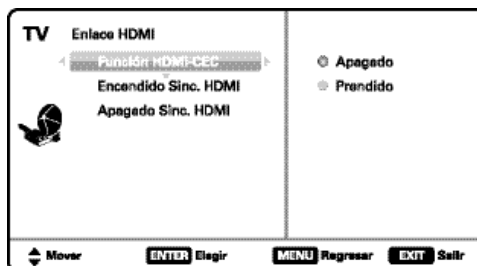 TV Enlace HDMI
Función HDMI-CEC
Apagado
Encendido Sinc. HDMI
Prendido
Apagado Sinc. HDMI
Mover ENTER Elegir MENU Regresar EXIT Salir